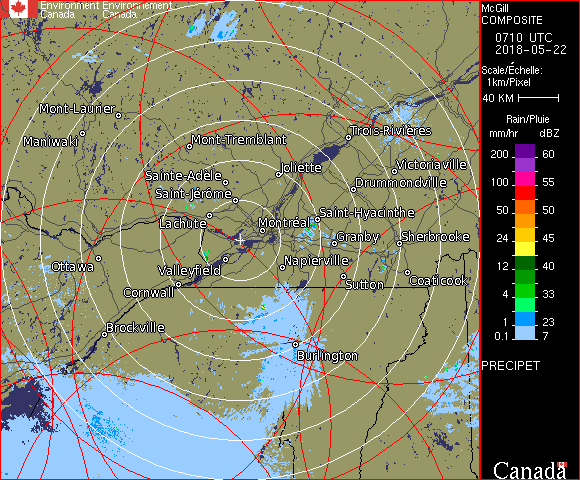 Environment Environnement
Canada Canada
McGill
COMPOSITE
0710 UTC
2018-05-22
Scale/Échelle:
1km/Pixel
40 KM
Rain/Pluie
mm/hr dBZ
200 60
150
100 55
50 50
24 45
12 40
4 33
1 23
0.1 7
PRECIPET
Canada
Mont-Laurier
Maniwaki
Mont-Tremblant
Trois-Rivières
Joliette
Victoriaville
Sainte-Adèle
Saint-Jérôme
Drummondville
Lachute
Montréal
Saint-Hyacinthe
Granby
Sherbrooke
Ottawa
Valleyfield
Napierville
Cornwall
Sutton
Coaticook
Brockville
Burlington